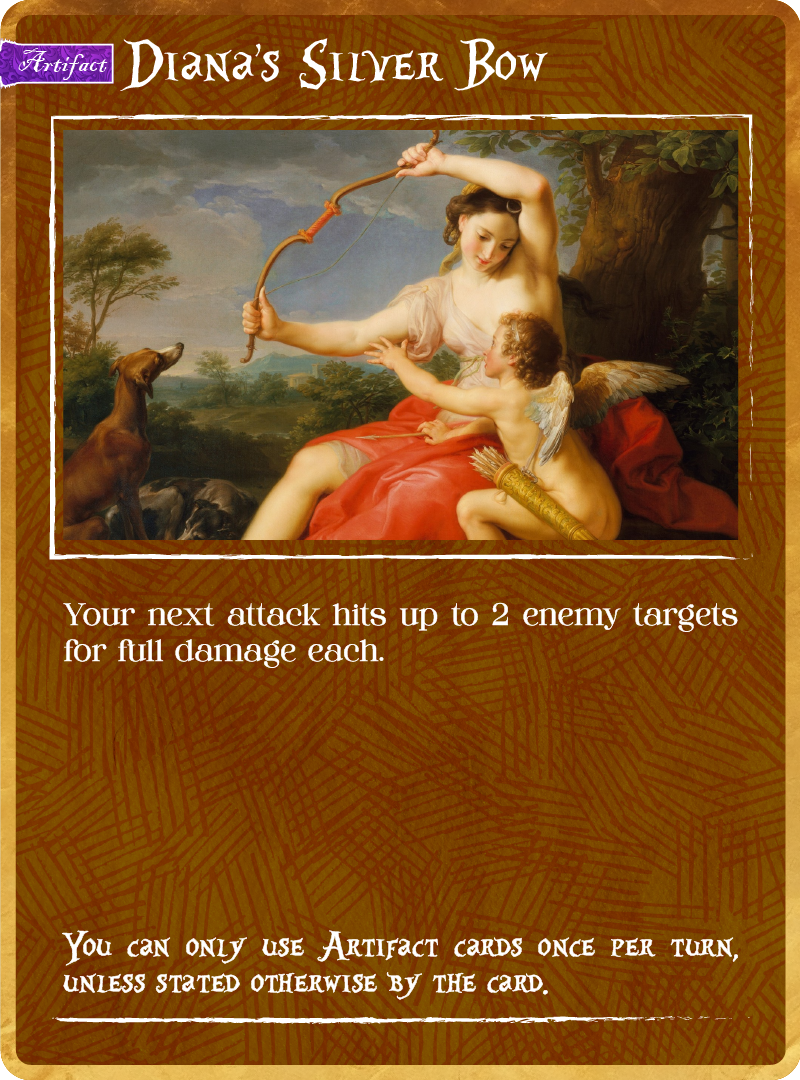 Artifact
Diana's Silver Bow
Your next attack hits up to 2 enemy targets
for full damage each.
You can only use Artifact cards once per turn,
unless stated otherwise by the card.